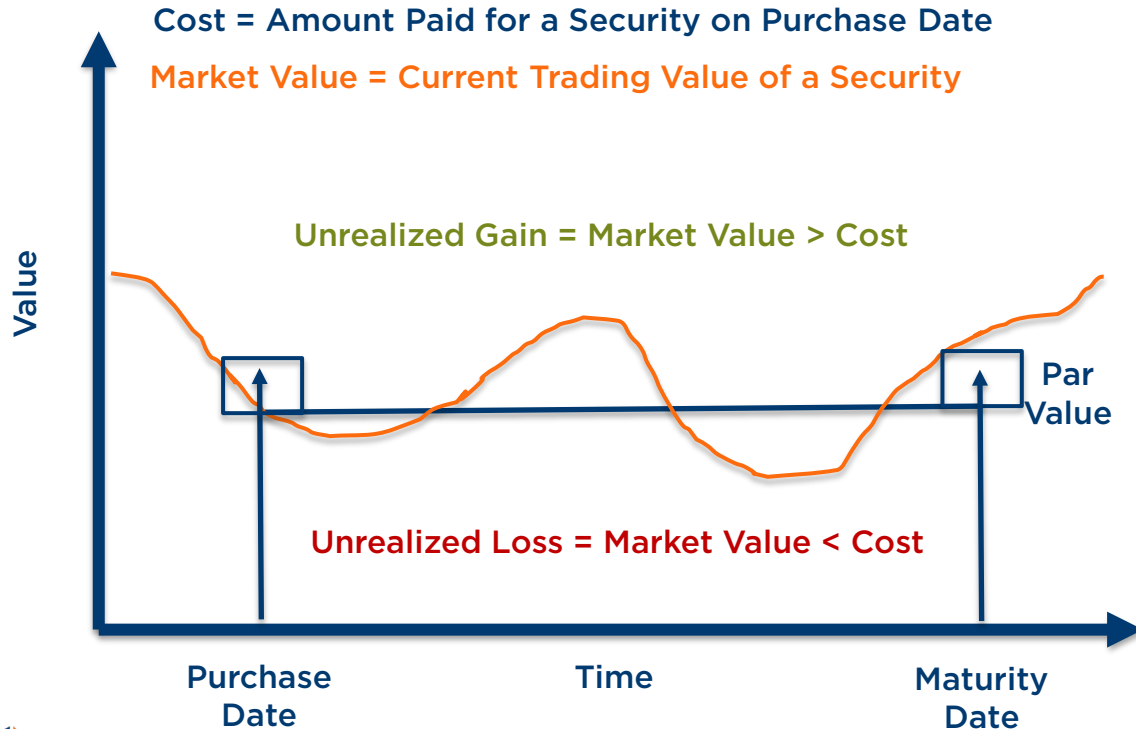 Cost = Amount Paid for a Security on Purchase Date
Market Value = Current Trading Value of a Security
Unrealized Gain = Market Value > Cost
Value
Par
Value
Unrealized Loss = Market Value < Cost
Purchase
Date
Time
Maturity
Date